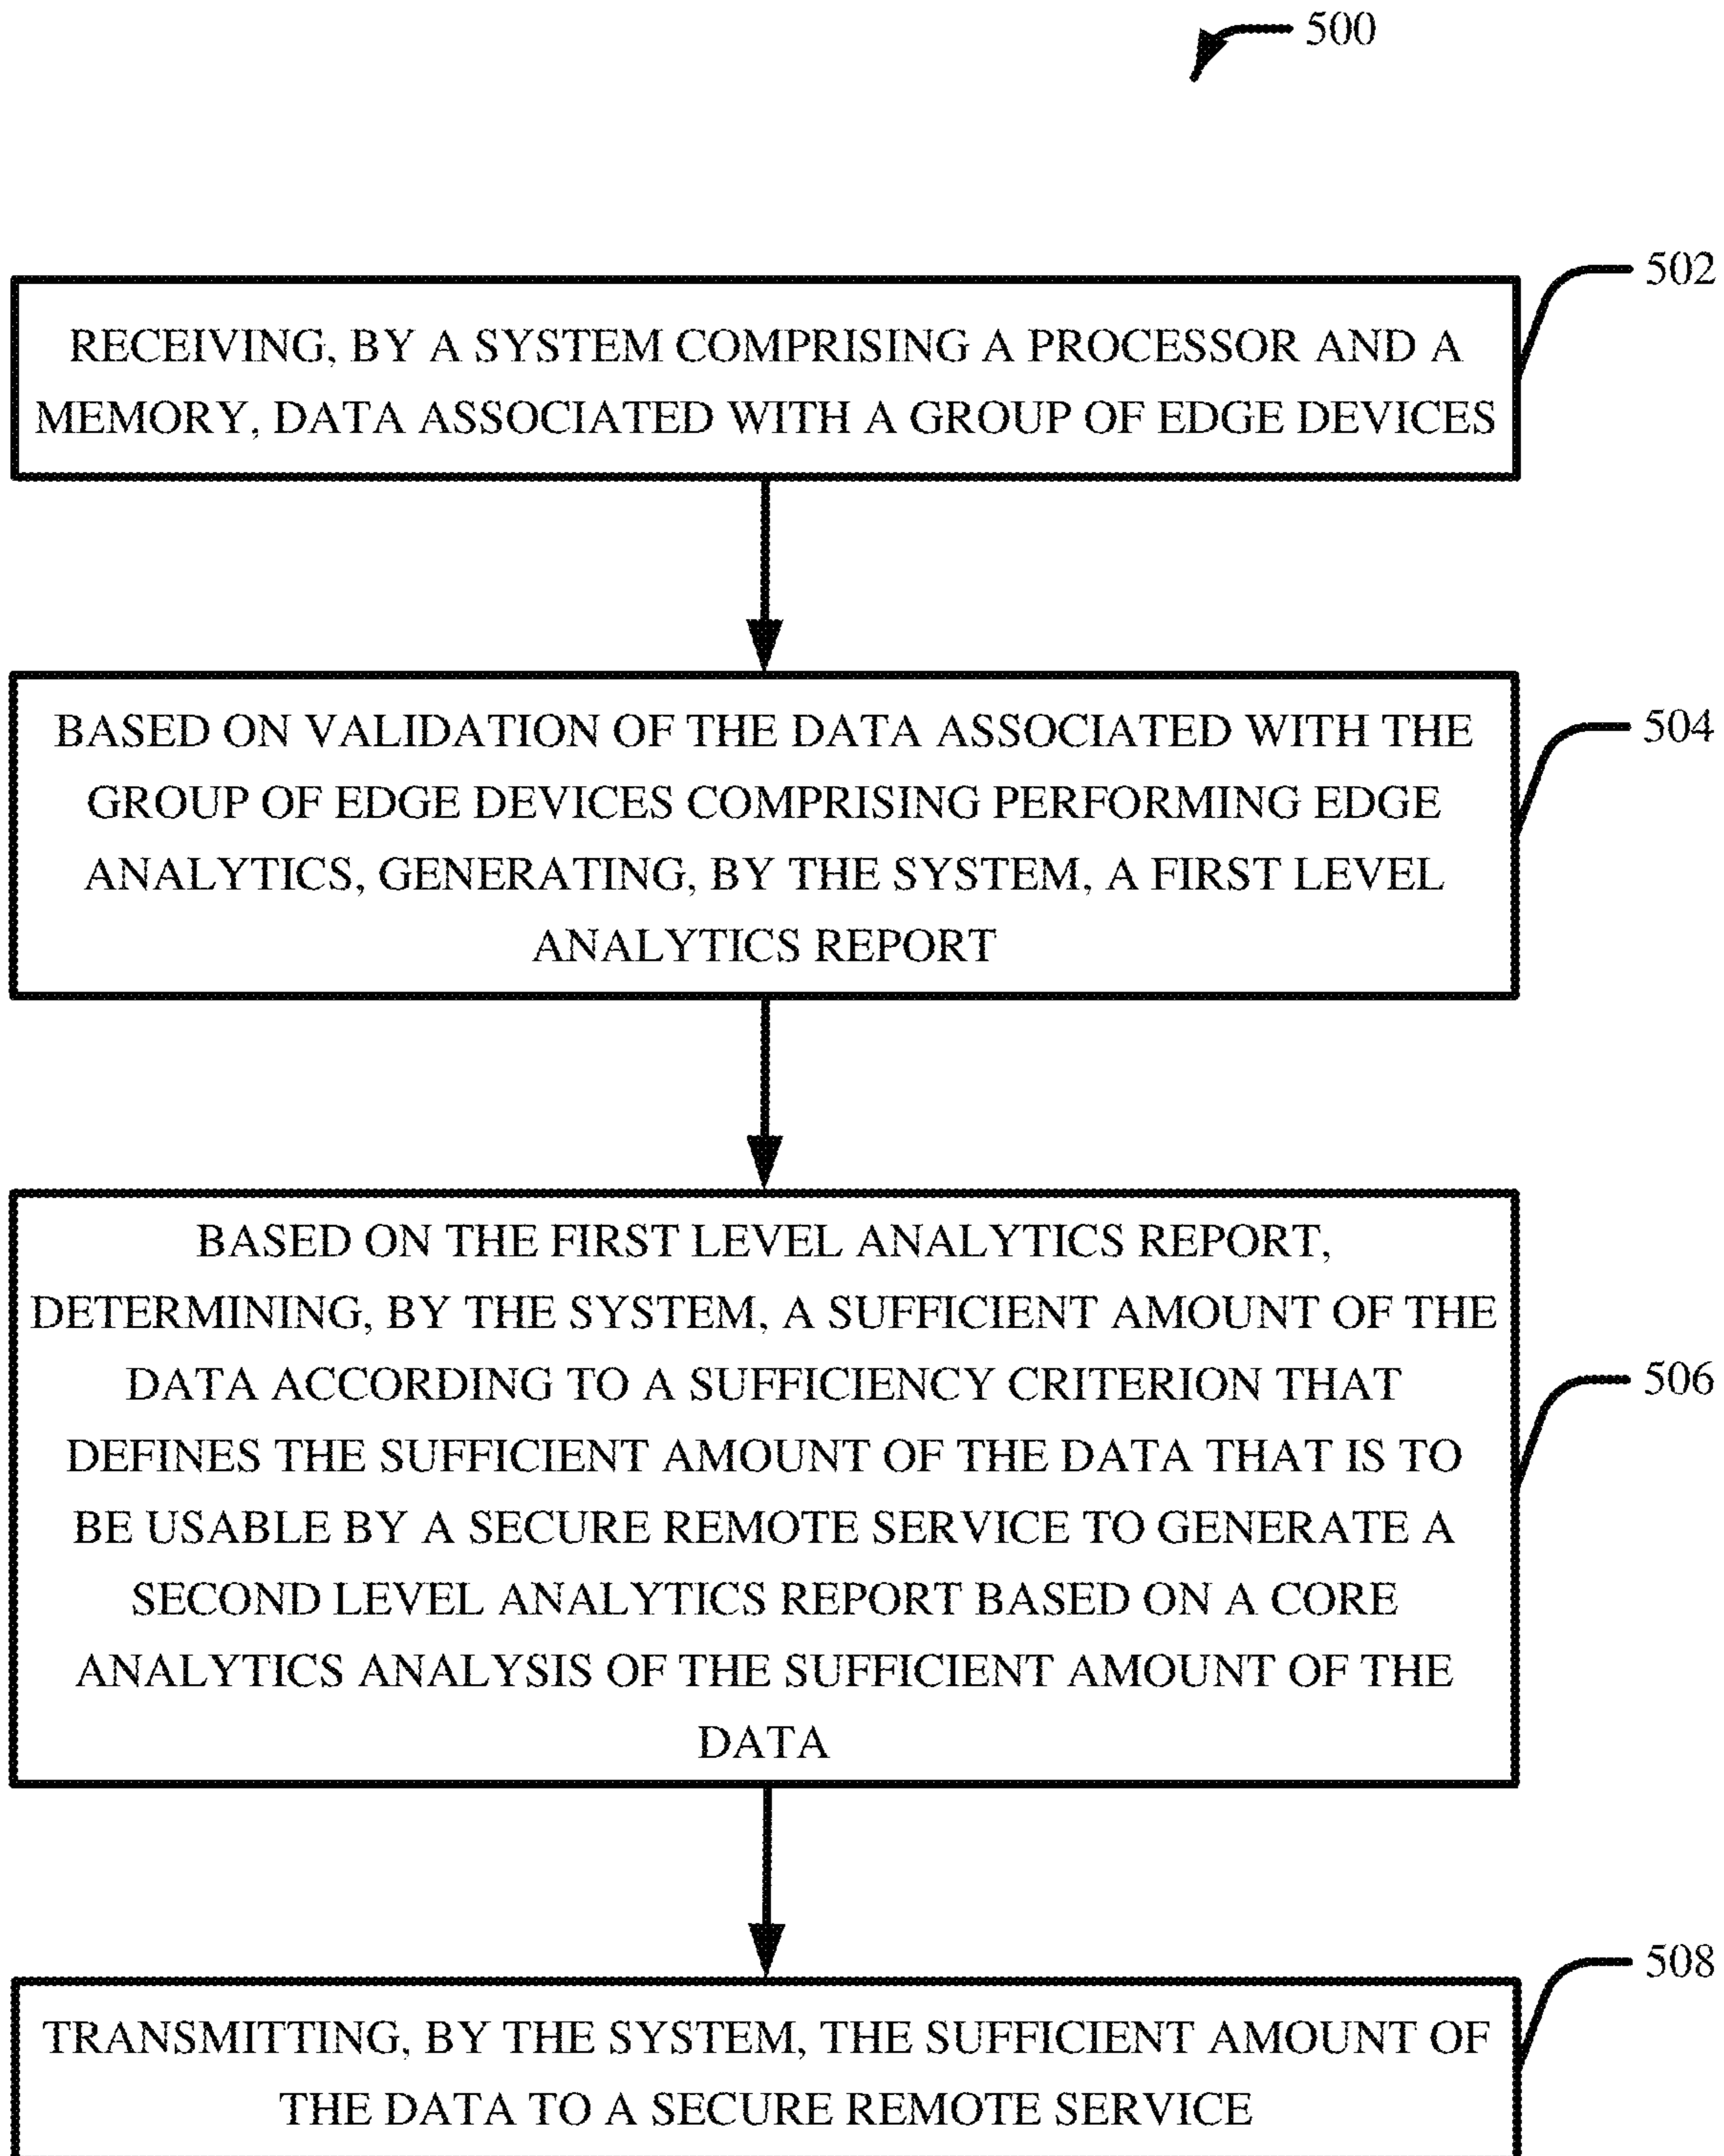 500
502
RECEIVING, BY A SYSTEM COMPRISING A PROCESSOR AND A
MEMORY, DATA ASSOCIATED WITH A GROUP OF EDGE DEVICES
504
BASED ON VALIDATION OF THE DATA ASSOCIATED WITH THE
GROUP OF EDGE DEVICES COMPRISING PERFORMING EDGE
ANALYTICS, GENERATING, BY THE SYSTEM, A FIRST LEVEL
ANALYTICS REPORT
506
BASED ON THE FIRST LEVEL ANALYTICS REPORT,
DETERMINING, BY THE SYSTEM, A SUFFICIENT AMOUNT OF THE
DATA ACCORDING TO A SUFFICIENCY CRITERION THAT
DEFINES THE SUFFICIENT AMOUNT OF THE DATA THAT IS TO
BE USABLE BY A SECURE REMOTE SERVICE TO GENERATE A
SECOND LEVEL ANALYTICS REPORT BASED ON A CORE
ANALYTICS ANALYSIS OF THE SUFFICIENT AMOUNT OF THE
DATA
508
TRANSMITTING, BY THE SYSTEM, THE SUFFICIENT AMOUNT OF
THE DATA TO A SECURE REMOTE SERVICE